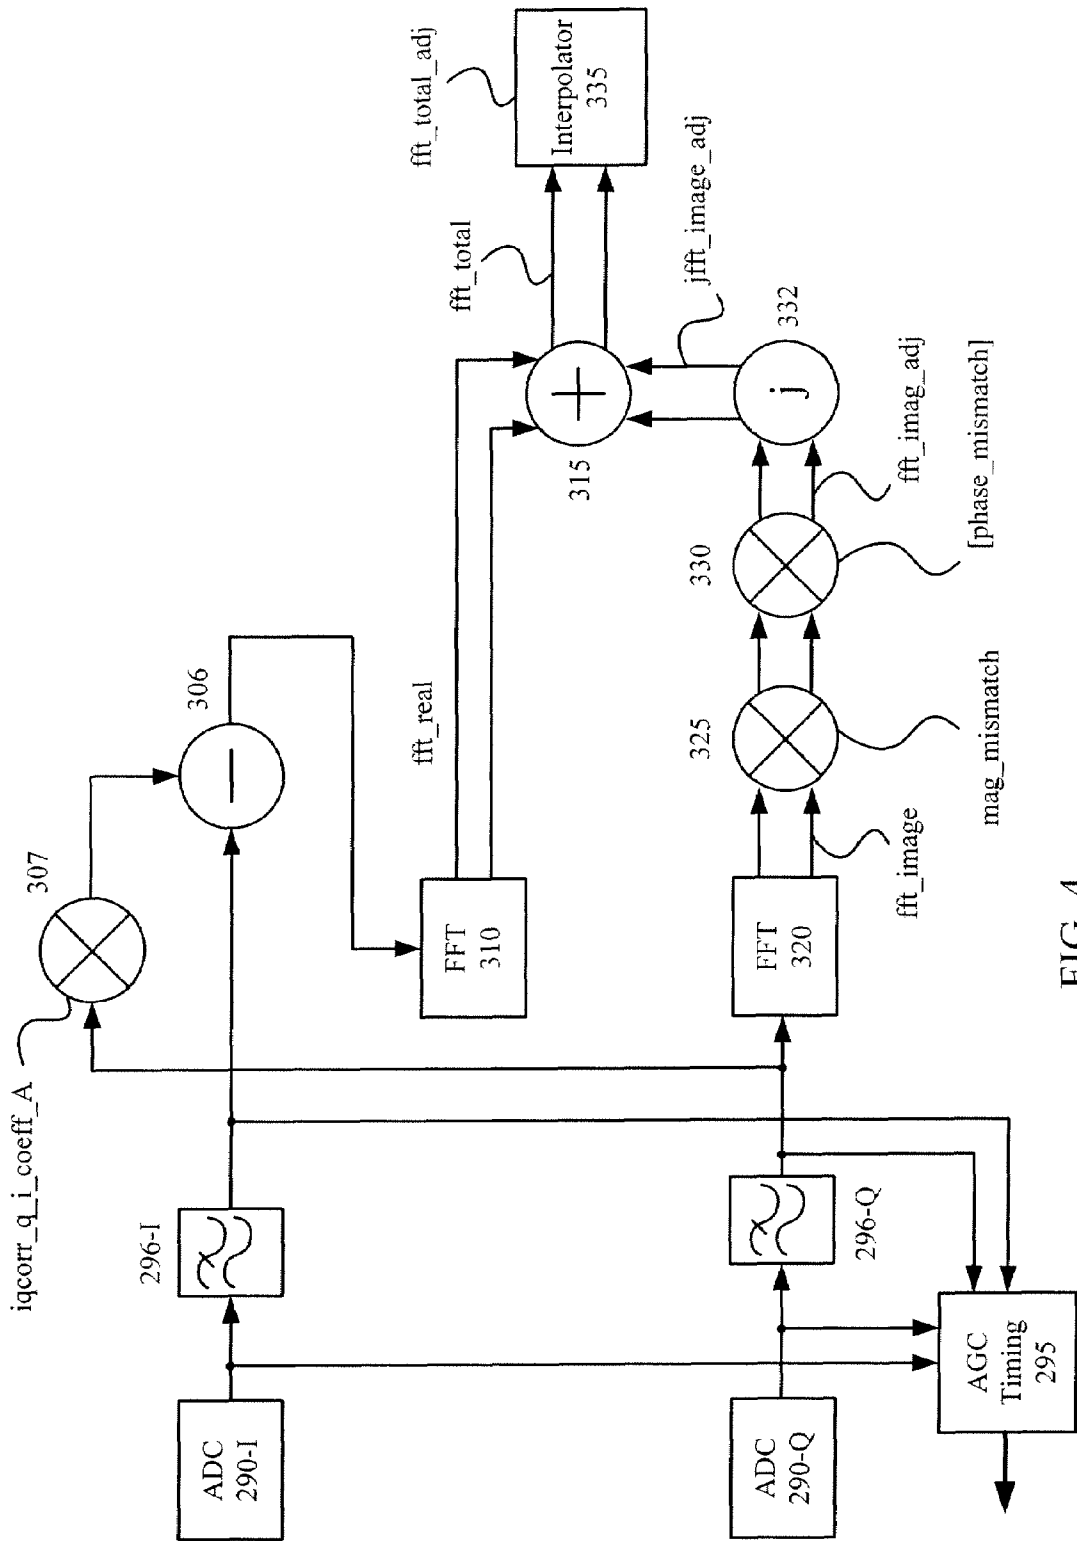 iqcorr_q_i_coeff_A
307
306
296-I
ADC
290-I
FFT
310
fft_real
fft_total
fft_total_adj
Interpolator
335
315
jfft_image_adj
332
j
fft_imag_adj
[phase_mismatch]
330
325
mag_mismatch
fft_image
FFT
320
296-Q
ADC
290-Q
AGC
Timing
295
FIG. 4